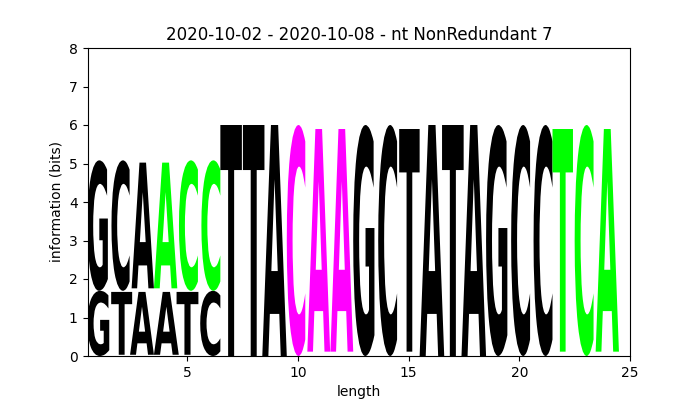 2020-10-02 - 2020-10-08 - nt NonRedundant 7
8
7
6
5
4
3
2
1
0
information (bits)
GCAACCTTACAAGCTATAGCCTCA
GTAATC
5 10 15 20 25
length